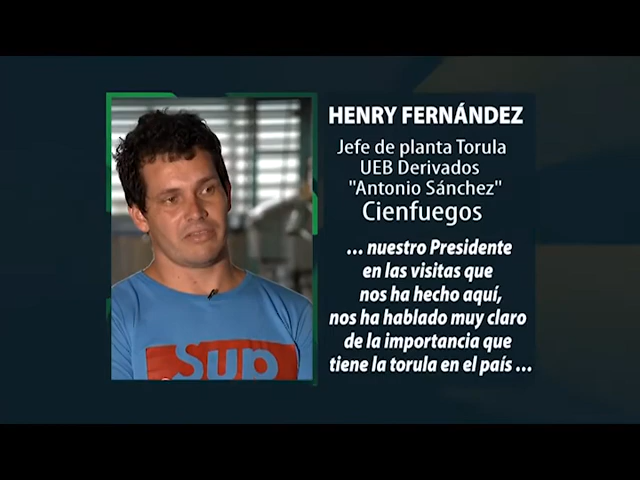 HENRY FERNÁNDEZ
Jefe de planta Torula
UEB Derivados
"Antonio Sánchez"
Cienfuegos
... nuestro Presidente
en las visitas que
nos ha hecho aquí,
nos ha hablado muy claro
de la importancia que
tiene la torula en el país ...
Sup